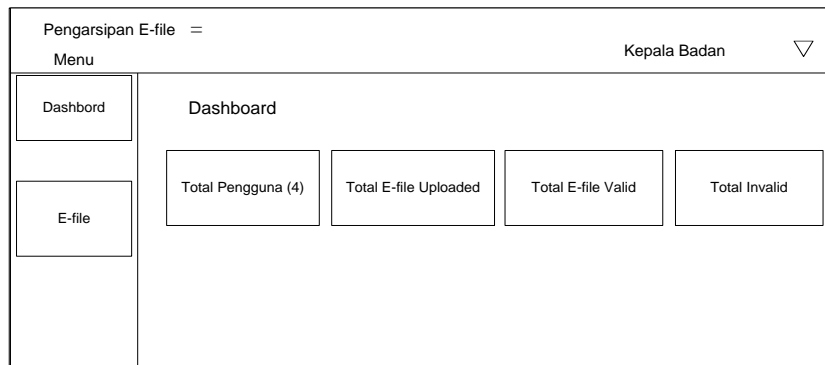 Pengarsipan E-file =
Menu
Kepala Badan
Dashbord
E-file
Dashboard
Total Pengguna (4)
Total E-file Uploaded
Total E-file Valid
Total Invalid